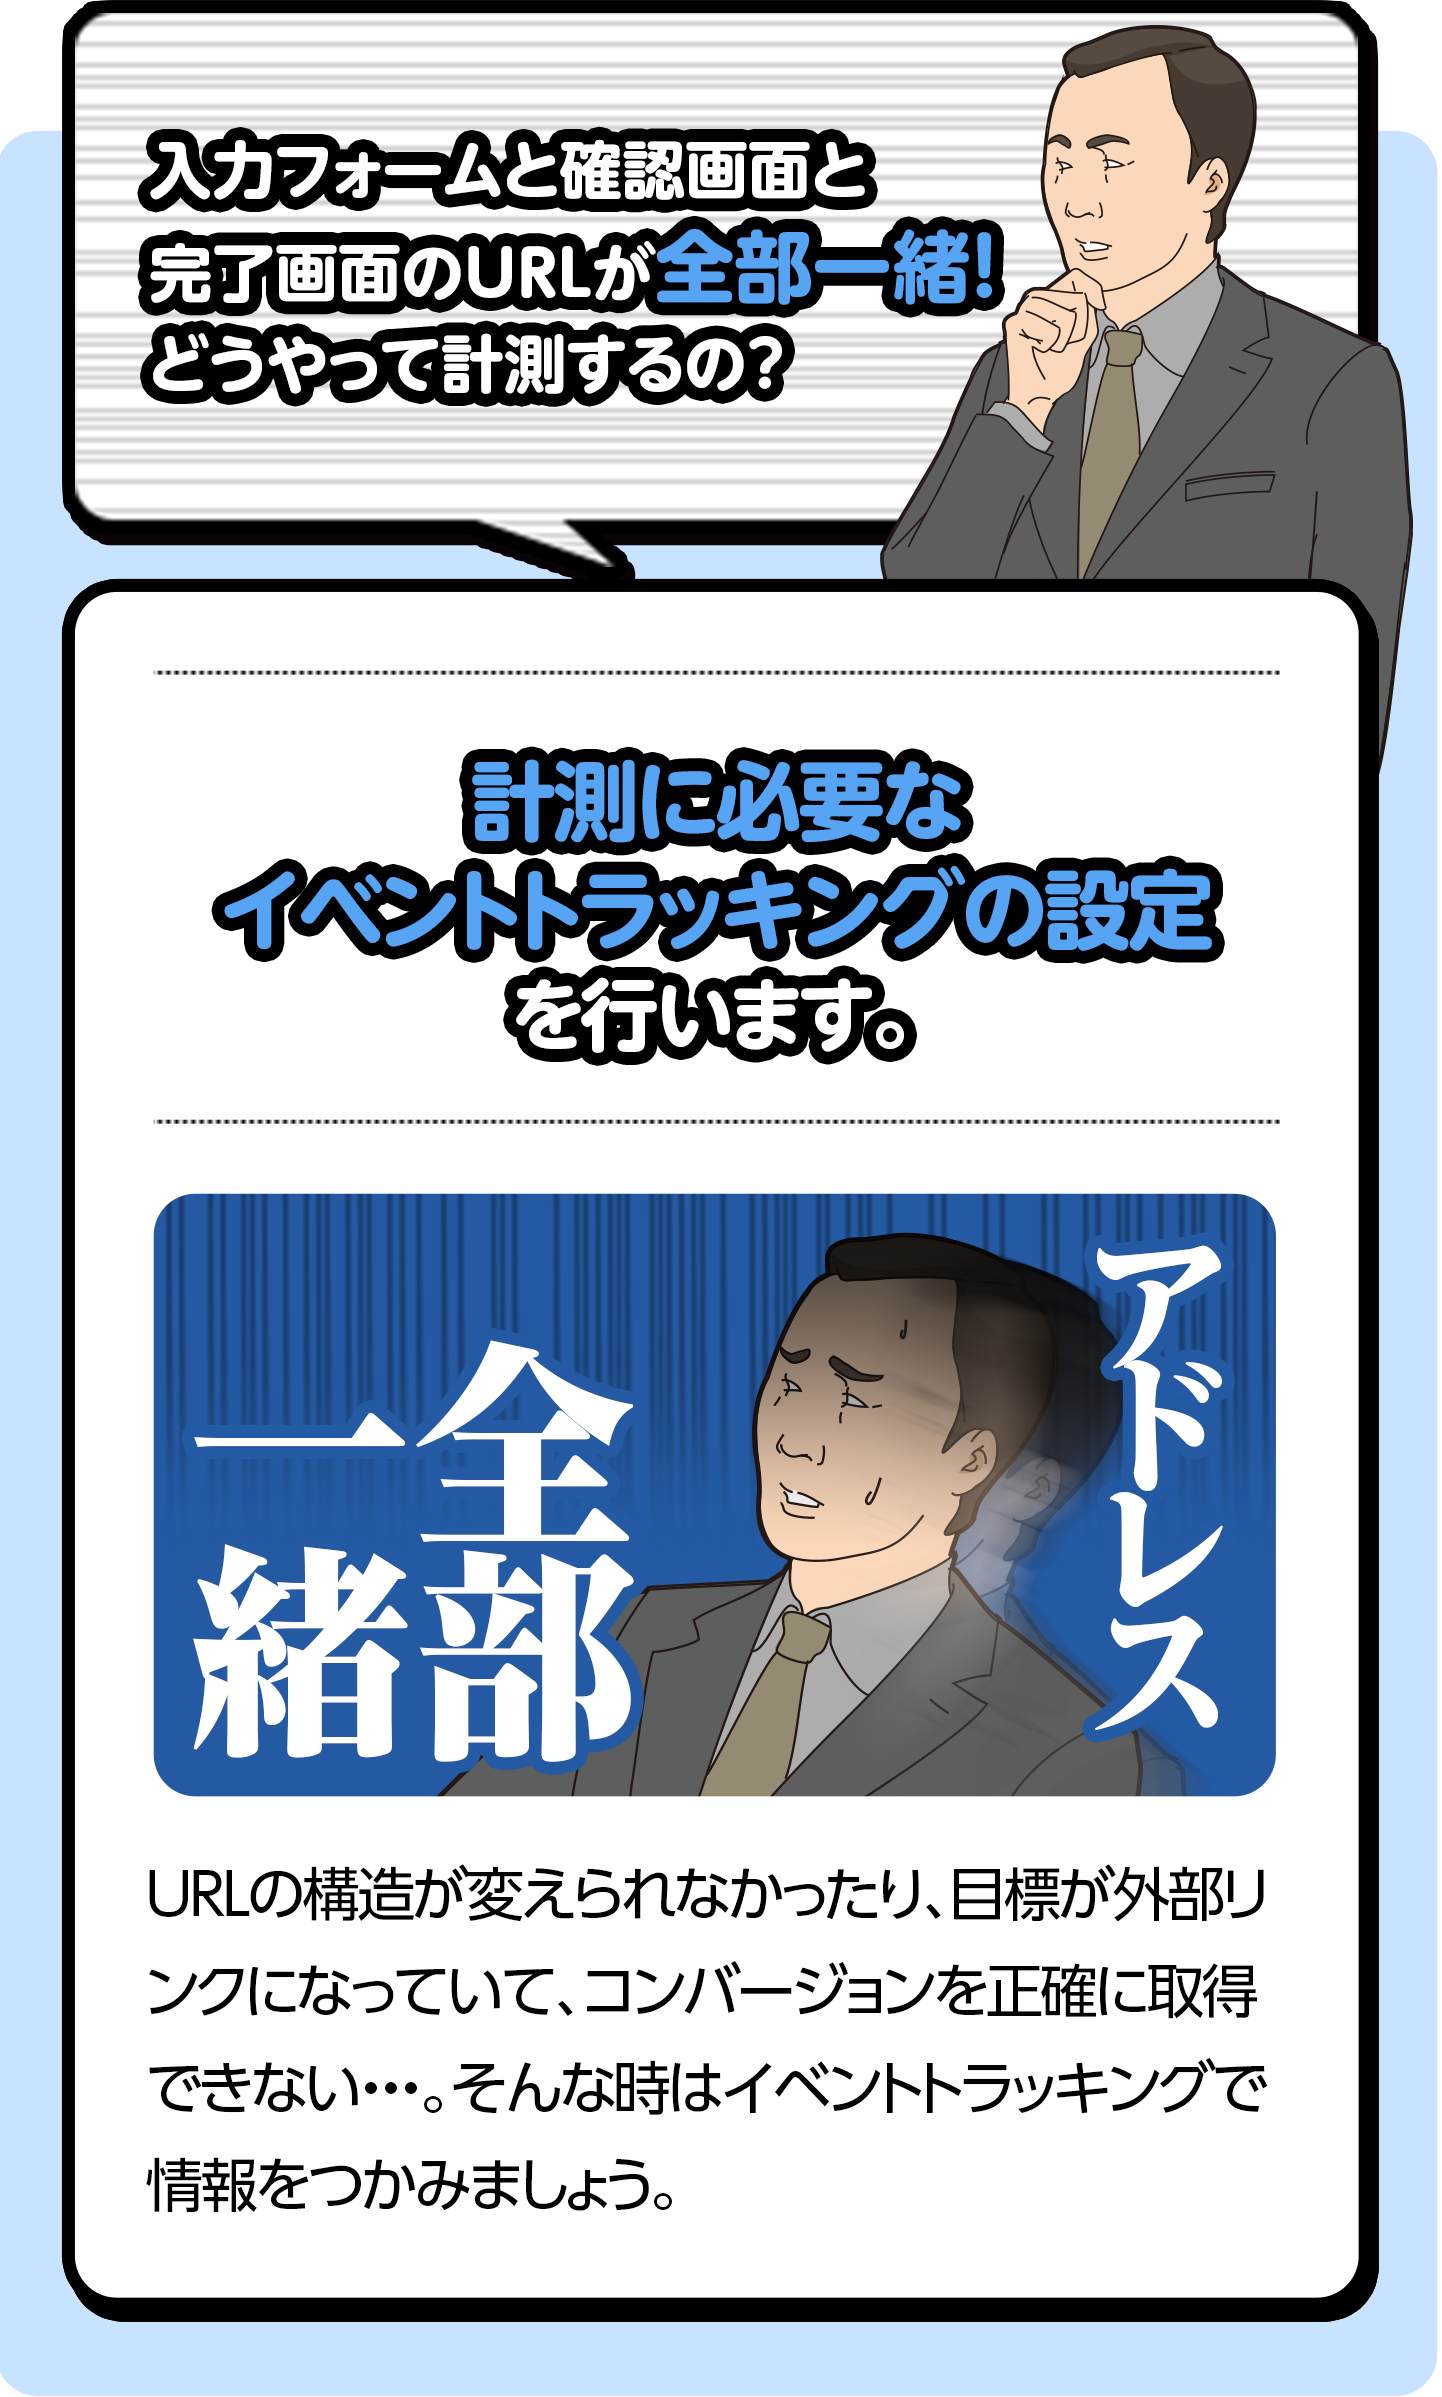 入力フォームと確認画面と
完了画面のURLが全部一緒!
どうやって計測するの?
計測に必要な
イベントトラッキングの設定
を行います。
アドレス
全部
一緒
URLの構造が変えられなかったり、目標が外部リ
ンクになっていて、コンバージョンを正確に取得
できない…。そんな時はイベントトラッキングで
情報をつかみましょう。